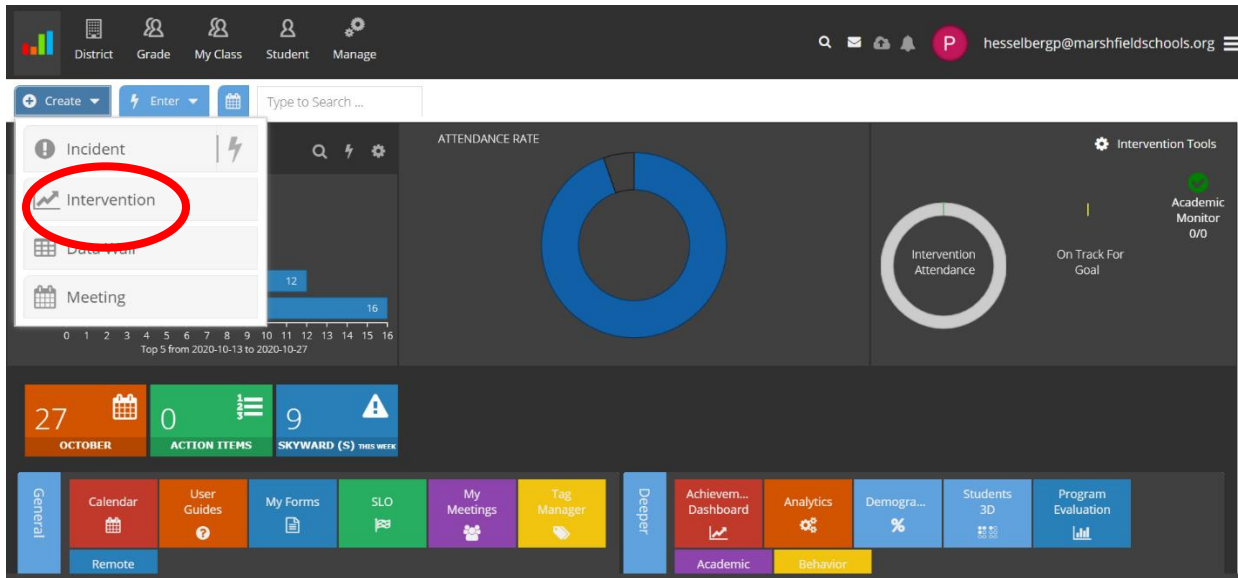 District Grade My Class Student Manage
P hesselbergp@marshfieldschools.org
Create Enter Type to Search ...
Incident
Intervention
Data Wall
Meeting
12
16
0 1 2 3 4 5 6 7 8 9 10 11 12 13 14 15 16
Top 5 from 2020-10-13 to 2020-10-27
ATTENDANCE RATE
Intervention Tools
Intervention
Attendance
On Track For
Goal
Academic
Monitor
0/0
27
OCTOBER
0
ACTION ITEMS
9
SKYWARD (S) THIS WEEK
General
Calendar
User
Guides
My Forms
SLO
My
Meetings
Tag
Manager
Remote
Deeper
Achievem...
Dashboard
Analytics
Demogra...
Students
3D
Program
Evaluation
Academic
Behavior